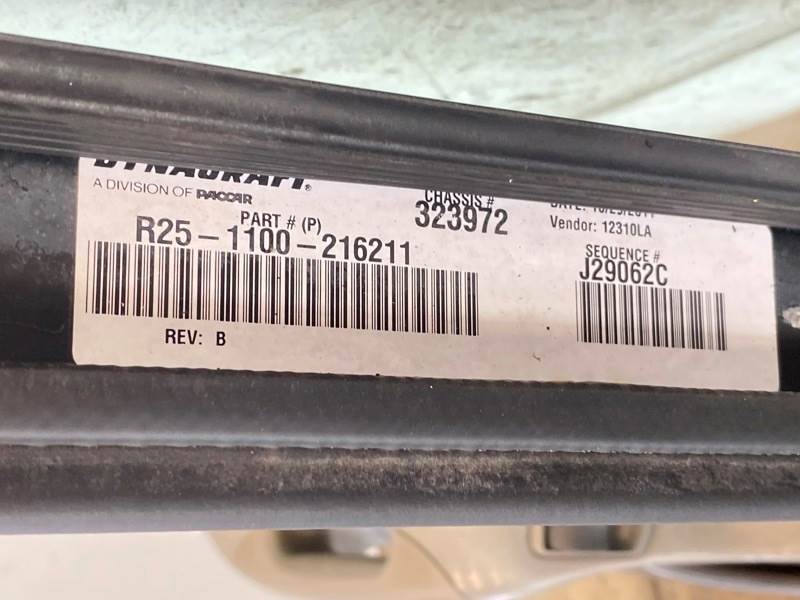 DYNACRAFT®
A DIVISION OF PACCAR
PART # (P)
R25-1100-216211
REV: B
CHASSIS #
323972
Vendor: 12310LA
SEQUENCE #
J29062C